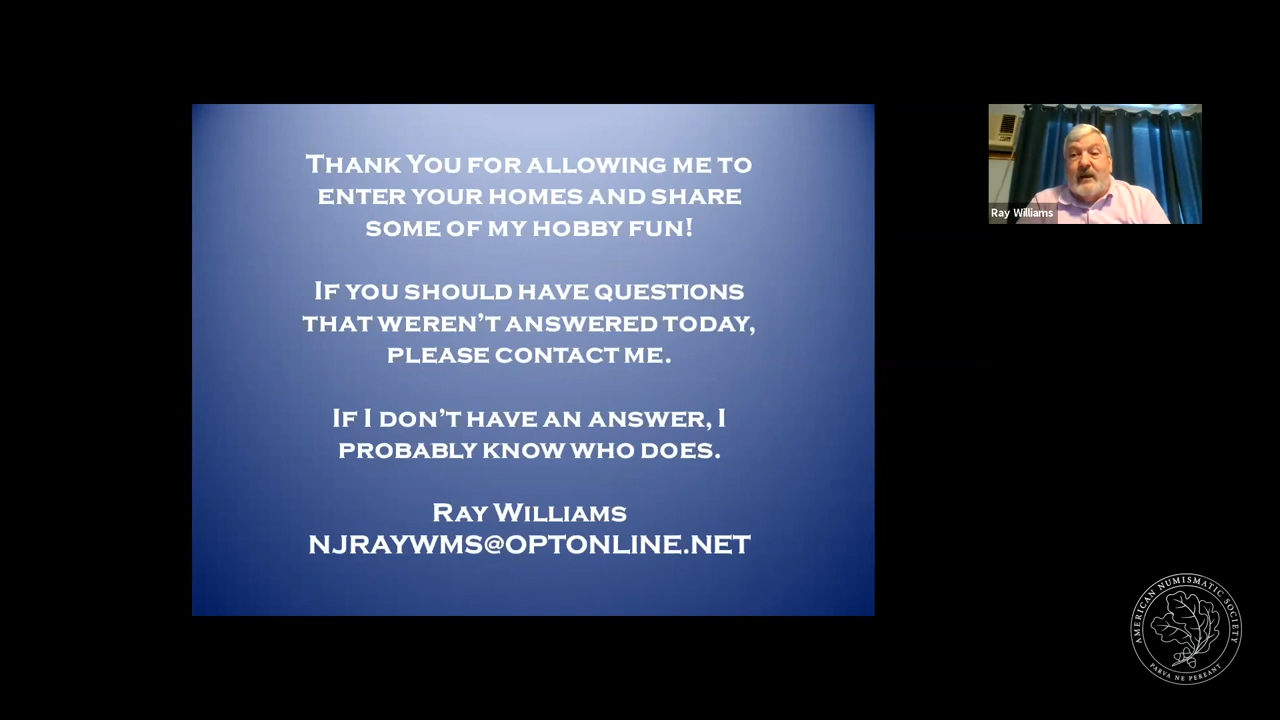 THANK YOU FOR ALLOWING ME TO
ENTER YOUR HOMES AND SHARE
SOME OF MY HOBBY FUN!
IF YOU SHOULD HAVE QUESTIONS
THAT WEREN'T ANSWERED TODAY,
PLEASE CONTACT ME.
IF I DON'T HAVE AN ANSWER, I
PROBABLY KNOW WHO DOES.
RAY WILLIAMS
NJRAYWMS@OPTONLINE.NET
Ray Williams
AMERICAN NUMISMATIC SOCIETY
PARVA NE PEREANT